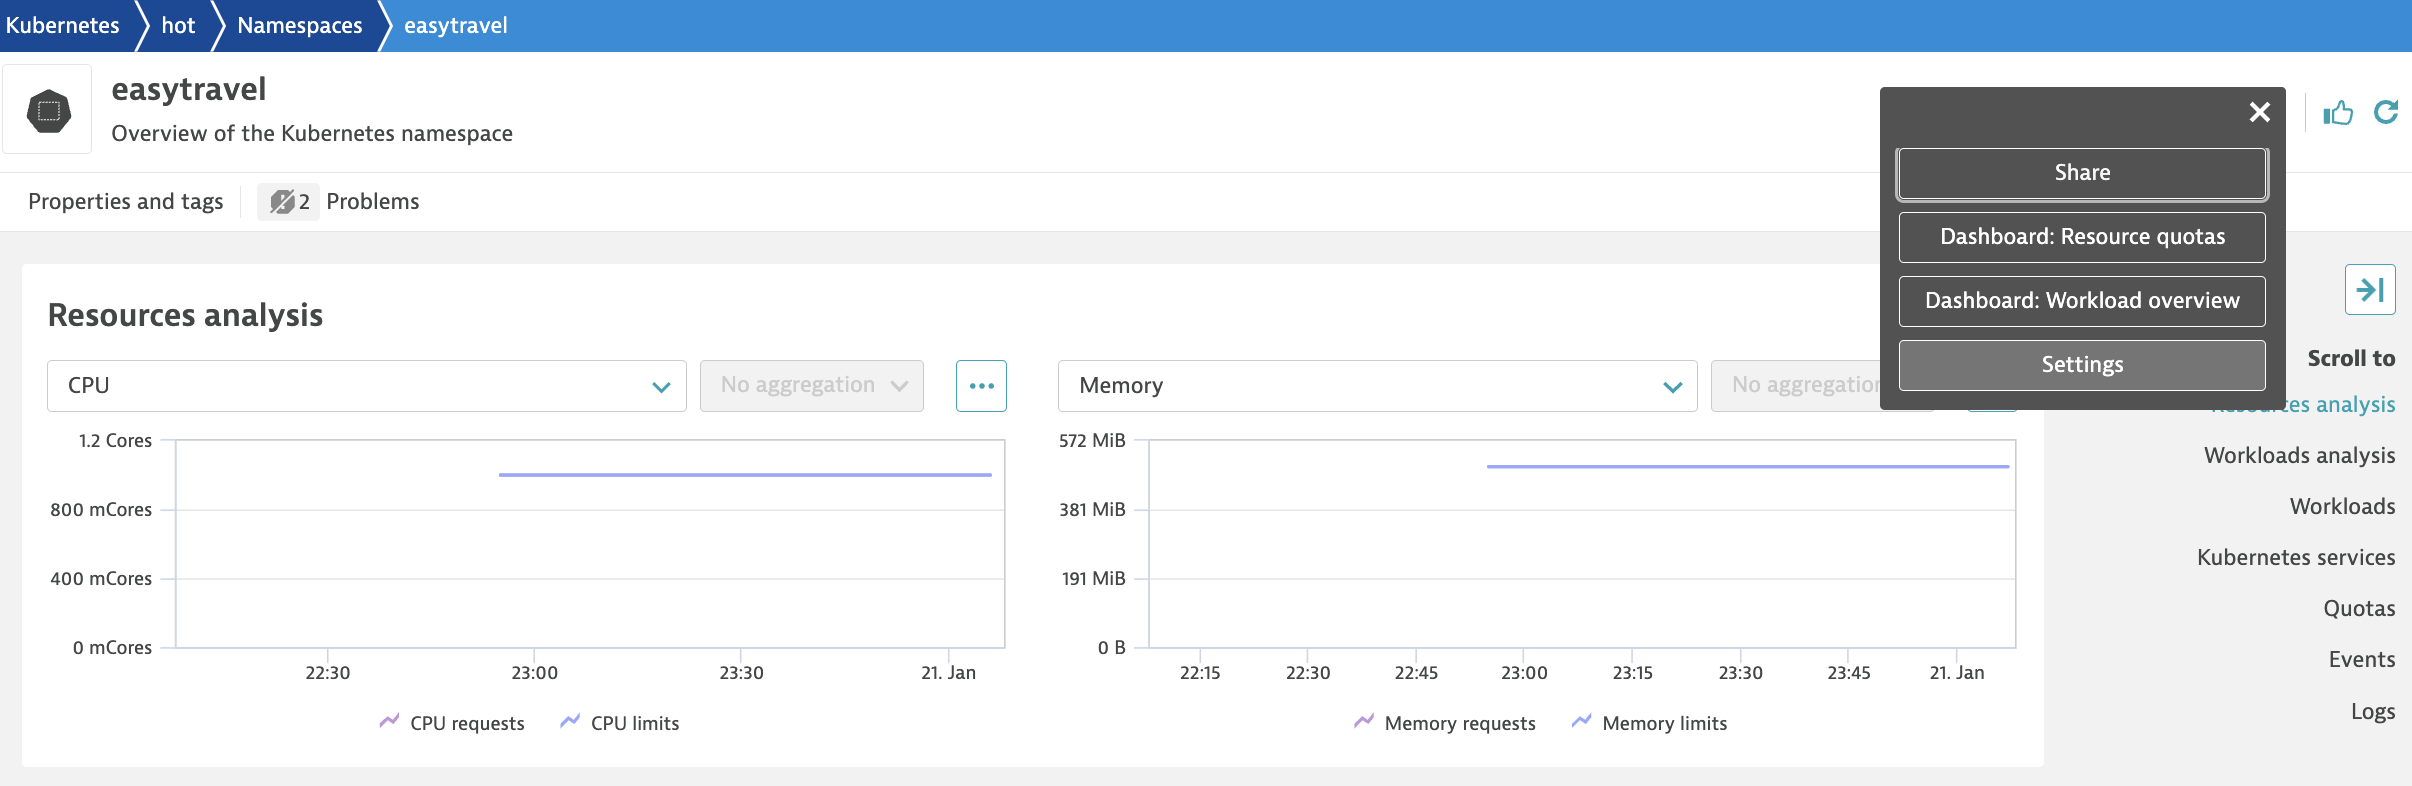 Kubernetes hot Namespaces easytravel
easytravel
Overview of the Kubernetes namespace
Properties and tags 2 Problems
Share
Dashboard: Resource quotas
Dashboard: Workload overview
Settings
Resources analysis
CPU No aggregation
1.2 Cores
800 mCores
400 mCores
0 mCores
22:30 23:00 23:30 21. Jan
CPU requests CPU limits
Memory No aggregation
572 MiB
381 MiB
191 MiB
0 B
22:15 22:30 22:45 23:00 23:15 23:30 23:45 21. Jan
Memory requests Memory limits
Scroll to
Resources analysis
Workloads analysis
Workloads
Kubernetes services
Quotas
Events
Logs